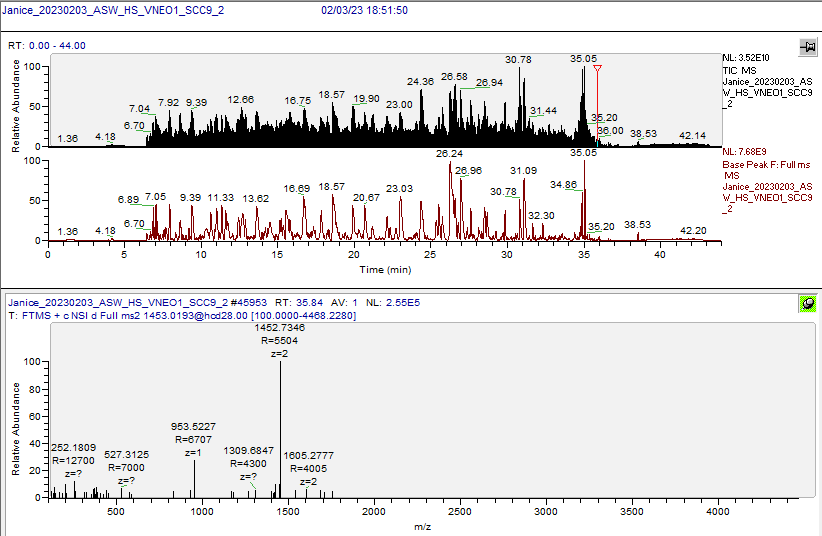 Janice_20230203_ASW_HS_VNEO1_SCC9_2 02/03/23 18:51:50
RT: 0.00 - 44.00
Relative Abundance
100
50
0
1.36 4.18 6.70 7.04 7.92 9.39 12.66 16.75 18.57 19.90 23.00 24.36 26.58 26.94 30.78 31.44 35.05 35.20 36.00 38.53 42.14
NL: 3.52E10
TIC MS
Janice_20230203_AS
W_HS_VNEO1_SCC9
_2
Relative Abundance
100
50
0
1.36 4.18 6.70 6.89 7.05 9.39 11.33 13.62 16.69 18.57 20.67 23.03 26.24 26.96 30.78 31.09 32.30 34.86 35.05 35.20 38.53 42.20
NL: 7.68E9
Base Peak F: Full ms
MS
Janice_20230203_AS
W_HS_VNEO1_SCC9
_2
0 5 10 15 20 25 30 35 40
Time (min)
Janice_20230203_ASW_HS_VNEO1_SCC9_2 #45953 RT: 35.84 AV: 1 NL: 2.55E5
T: FTMS + c NSI d Full ms2 1453.0193@hcd28.00 [100.0000-4468.2280]
Relative Abundance
100
80
60
40
20
0
252.1809
R=12700
z=?
527.3125
R=7000
z=?
953.5227
R=6707
z=1
1309.6847
R=4300
z=?
1452.7346
R=5504
z=2
1605.2777
R=4005
z=2
500 1000 1500 2000 2500 3000 3500 4000
m/z